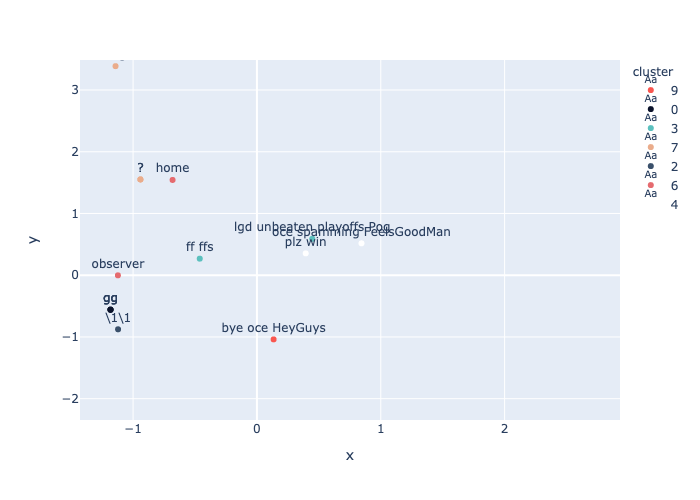 cluster
Aa
9
Aa
0
Aa
3
Aa
7
Aa
2
Aa
6
Aa
4
3
2
1
0
−1
−2
y
? home
lgd unbeaten playoffs Pog
oce spamming FeelsGoodMan
plz win
ff ffs
observer
gg
\1\1
bye oce HeyGuys
−1
0
1
2
x